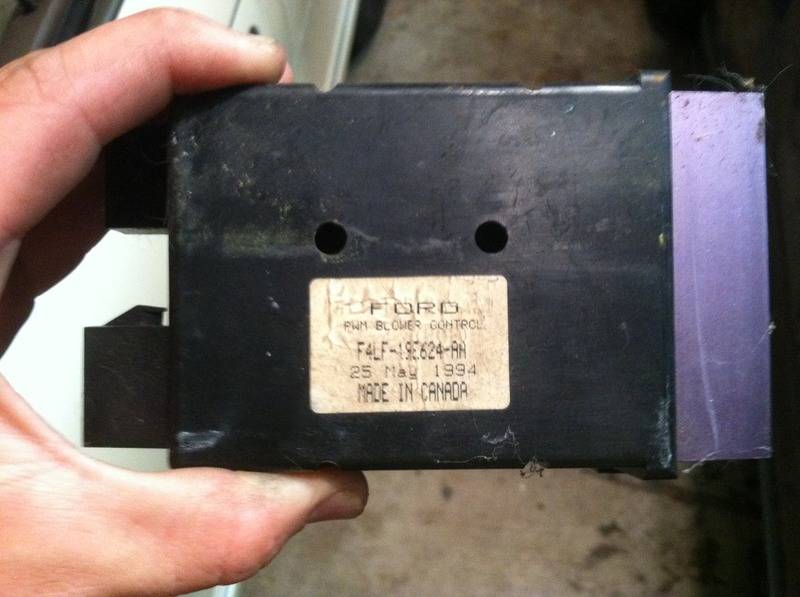 FORD
PWM BLOWER CONTROL
F4LF-19E624-AA
25 May 1994
MADE IN CANADA